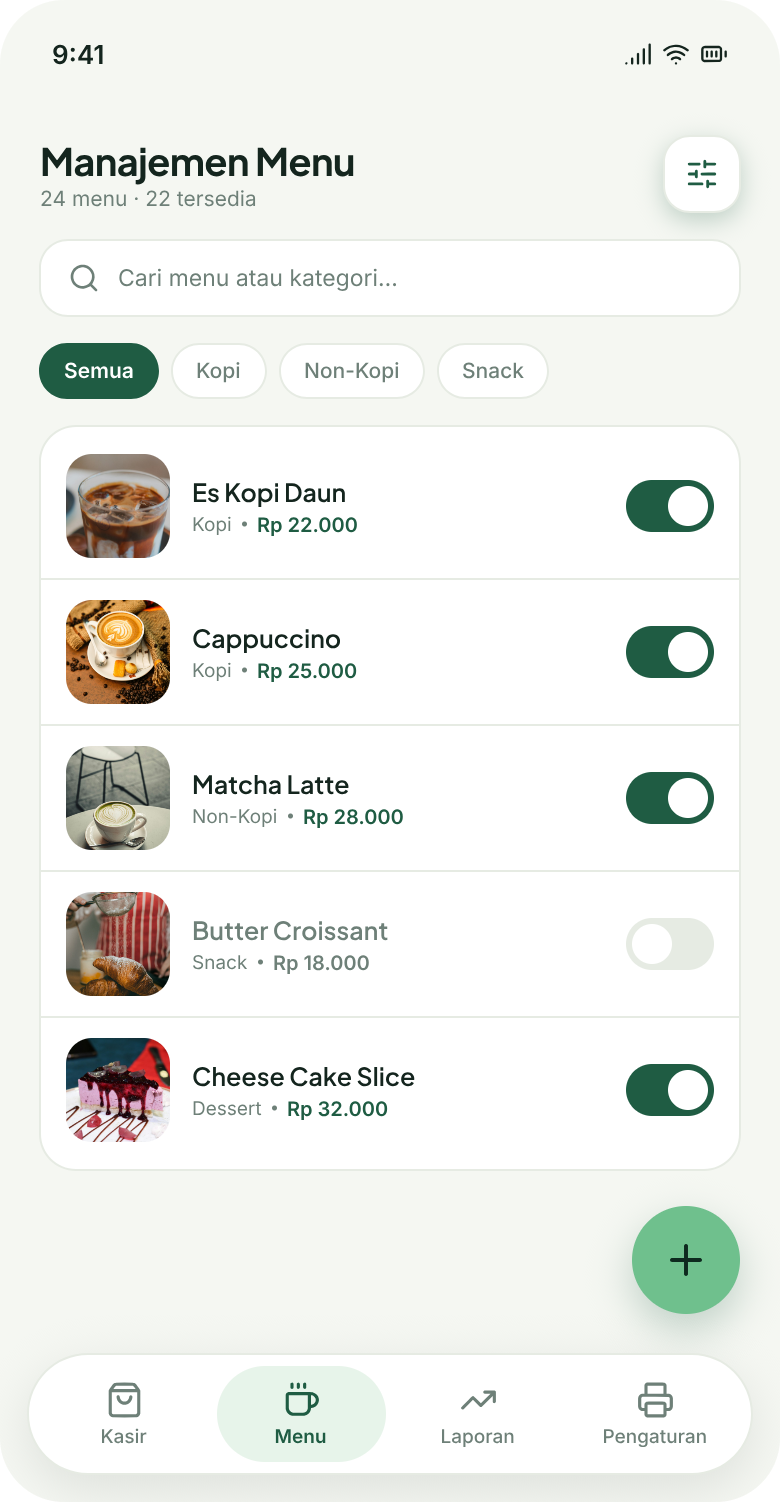 9:41
Manajemen Menu
24 menu · 22 tersedia
Cari menu atau kategori...
Semua Kopi Non-Kopi Snack
Es Kopi Daun
Kopi • Rp 22.000
Cappuccino
Kopi • Rp 25.000
Matcha Latte
Non-Kopi • Rp 28.000
Butter Croissant
Snack • Rp 18.000
Cheese Cake Slice
Dessert • Rp 32.000
Kasir Menu Laporan Pengaturan